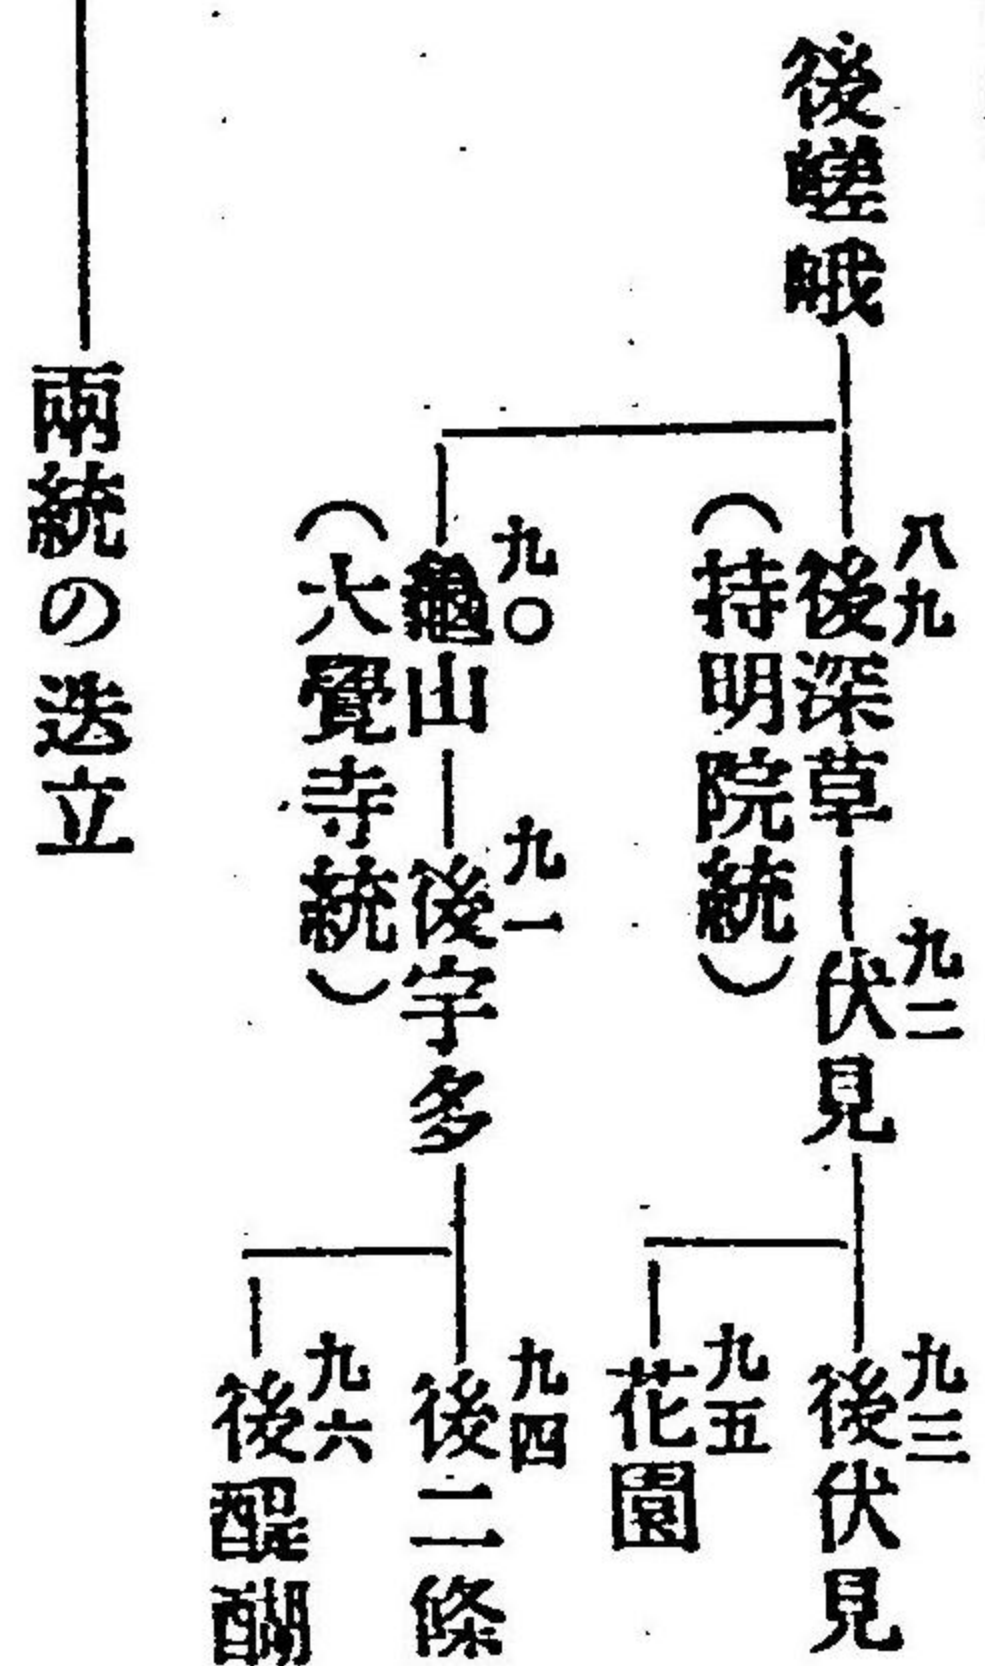 後嵯峨
八九
後深草
(持明院統)
九二
伏見
九三
後伏見
九五
花園
九〇
龜山
(大覺寺統)
九一
後宇多
九四
後二條
九六
後醍醐
兩統の迭立